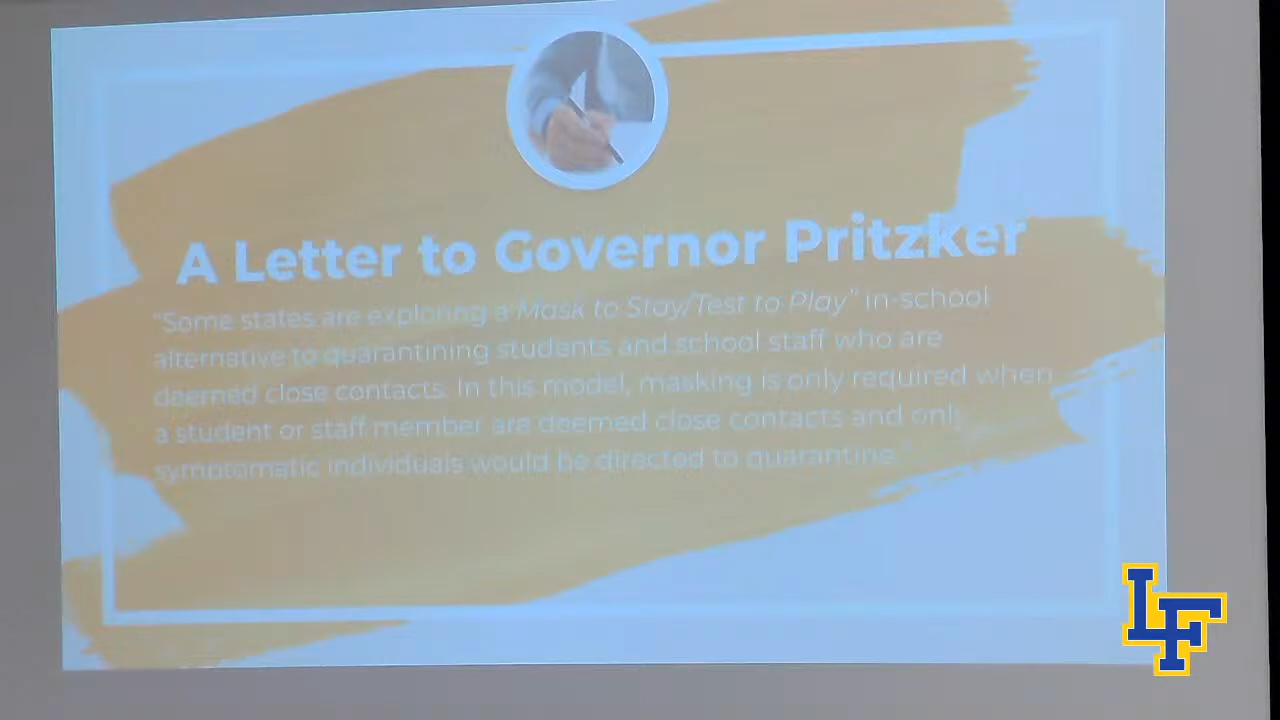 A Letter to Governor Pritzker
"Some states are exploring a Mask to Stay/Test to Play" in-school
alternative to quarantining students and school staff who are
deemed close contacts. In this model, masking is only required when
a student or staff member are deemed close contacts and only
symptomatic individuals would be directed to quarantine."
LF